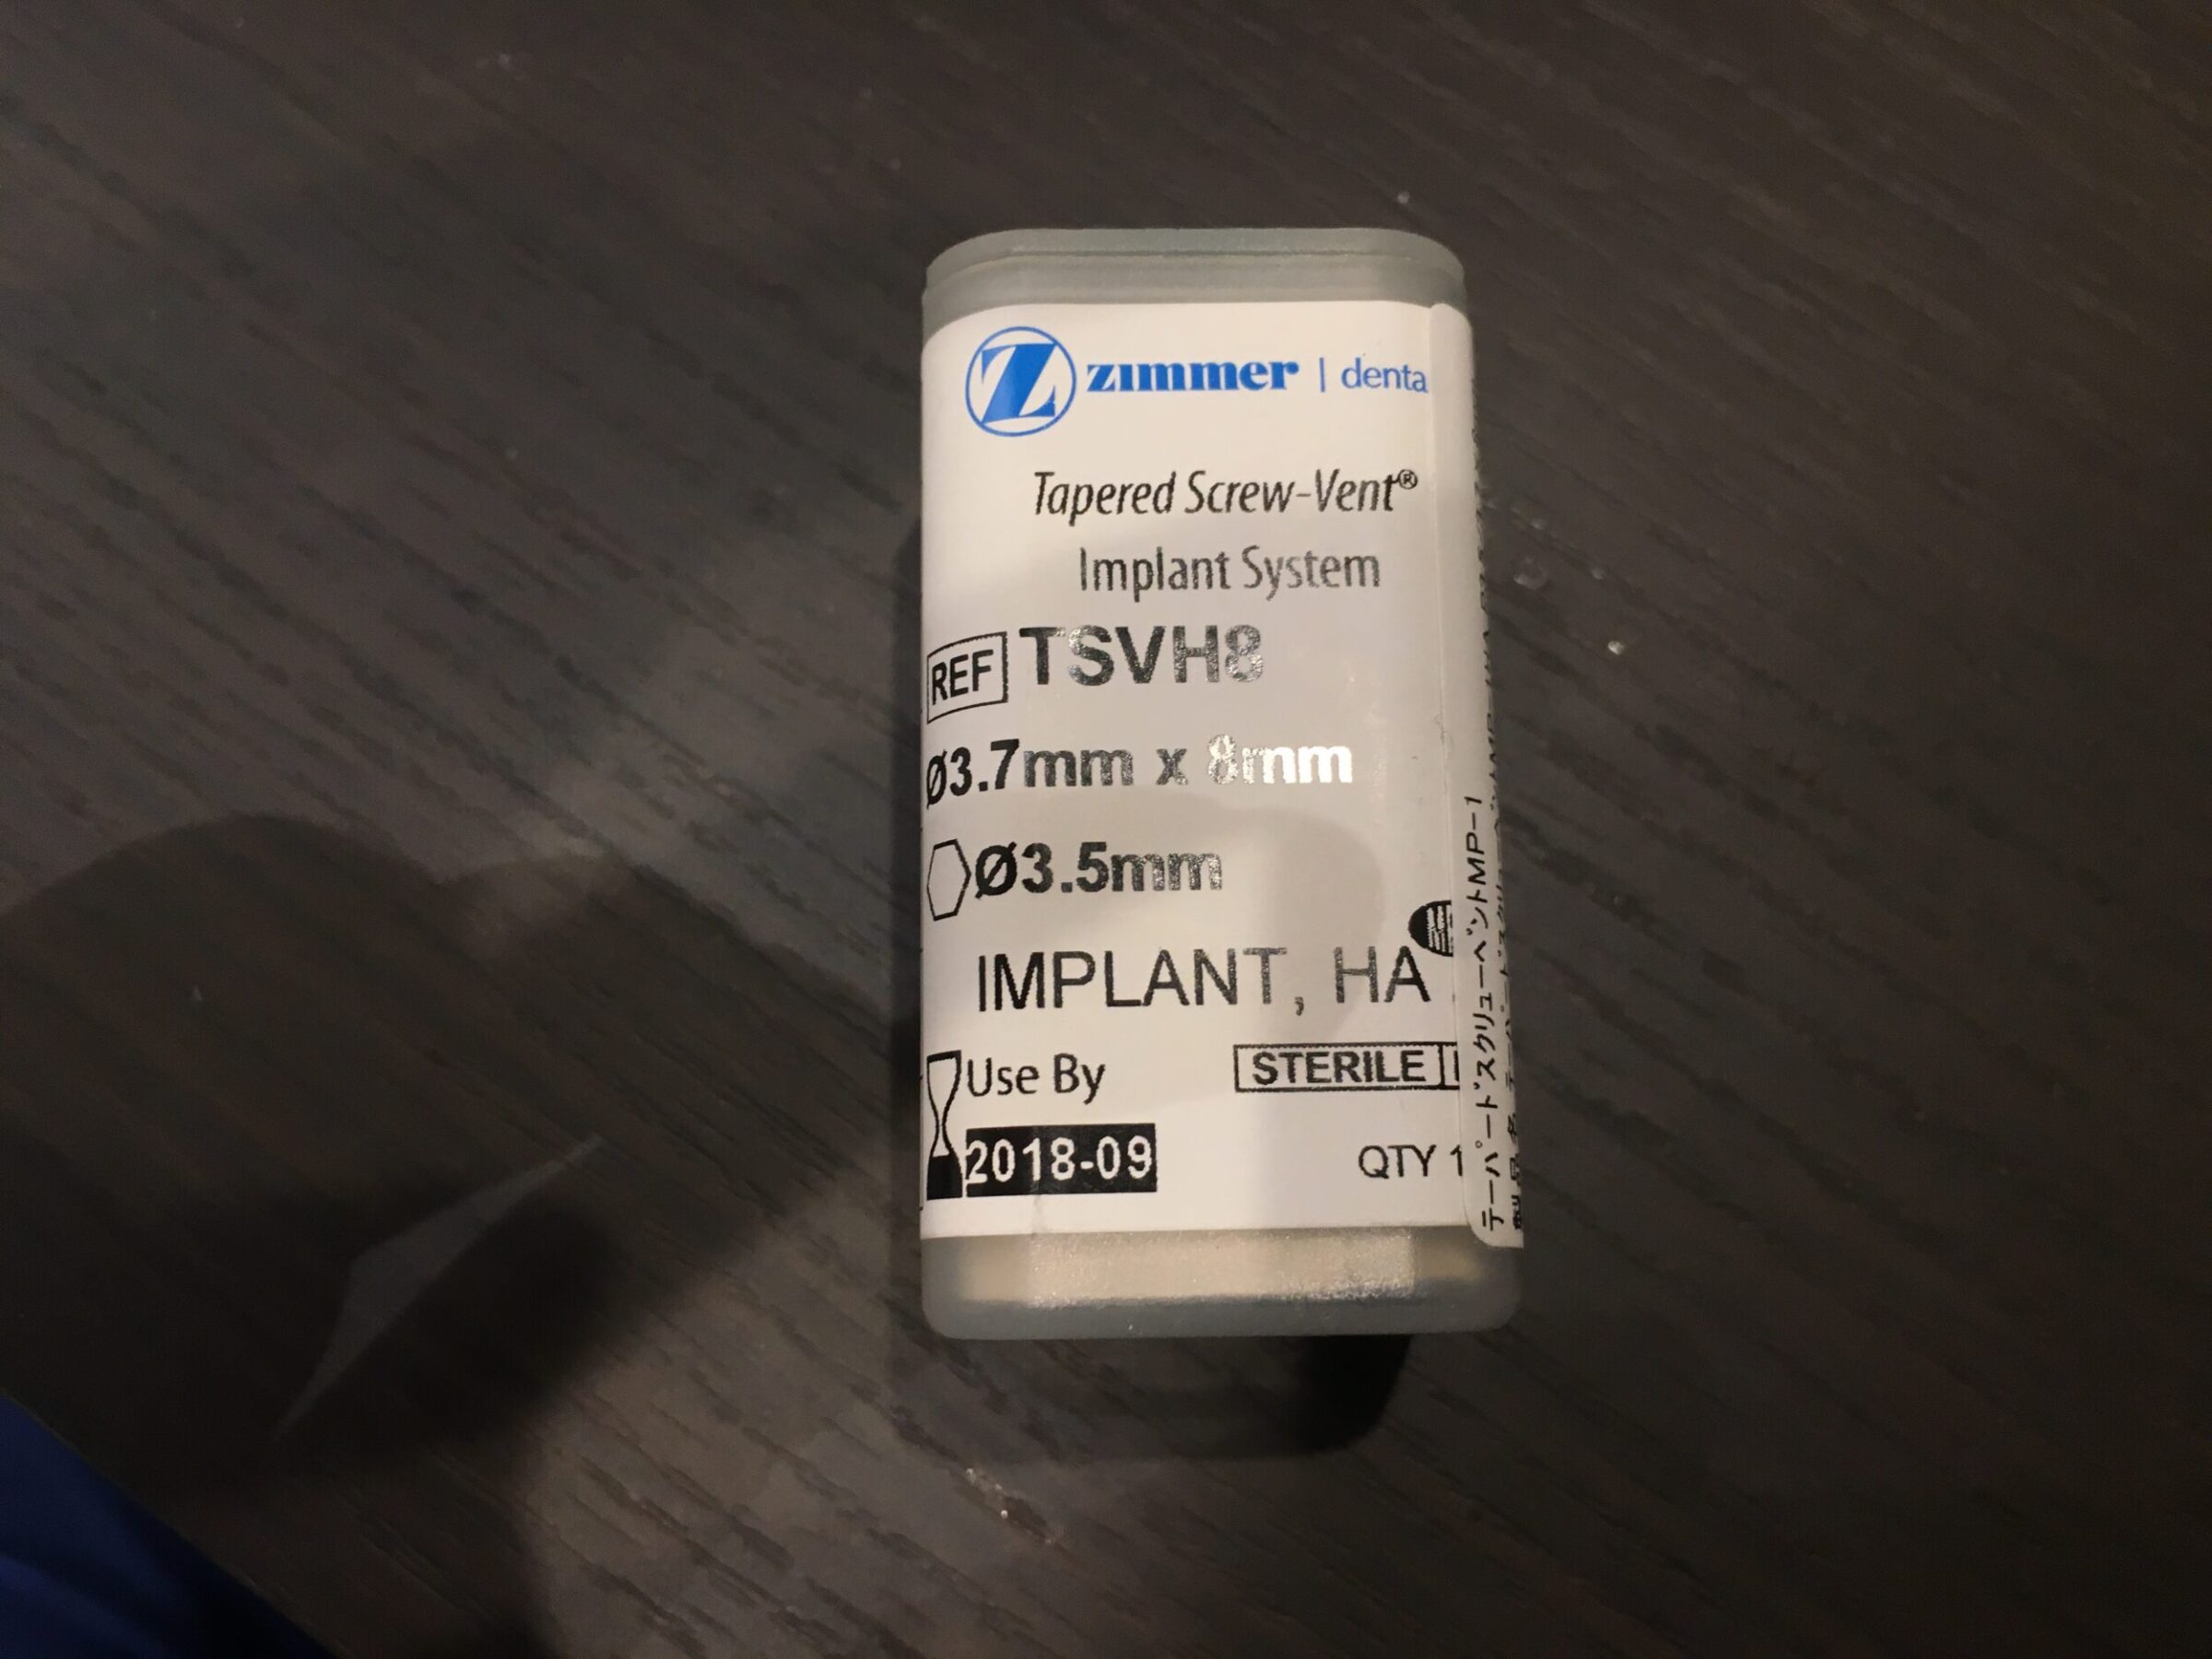 Z zimmer | denta
Tapered Screw-Vent®
Implant System
REF TSVH8
Ø3.7mm x 8mm
Ø3.5mm
IMPLANT, HA
Use By
STERILE
2018-09
QTY 1
テーパードスクリューベントMP-1